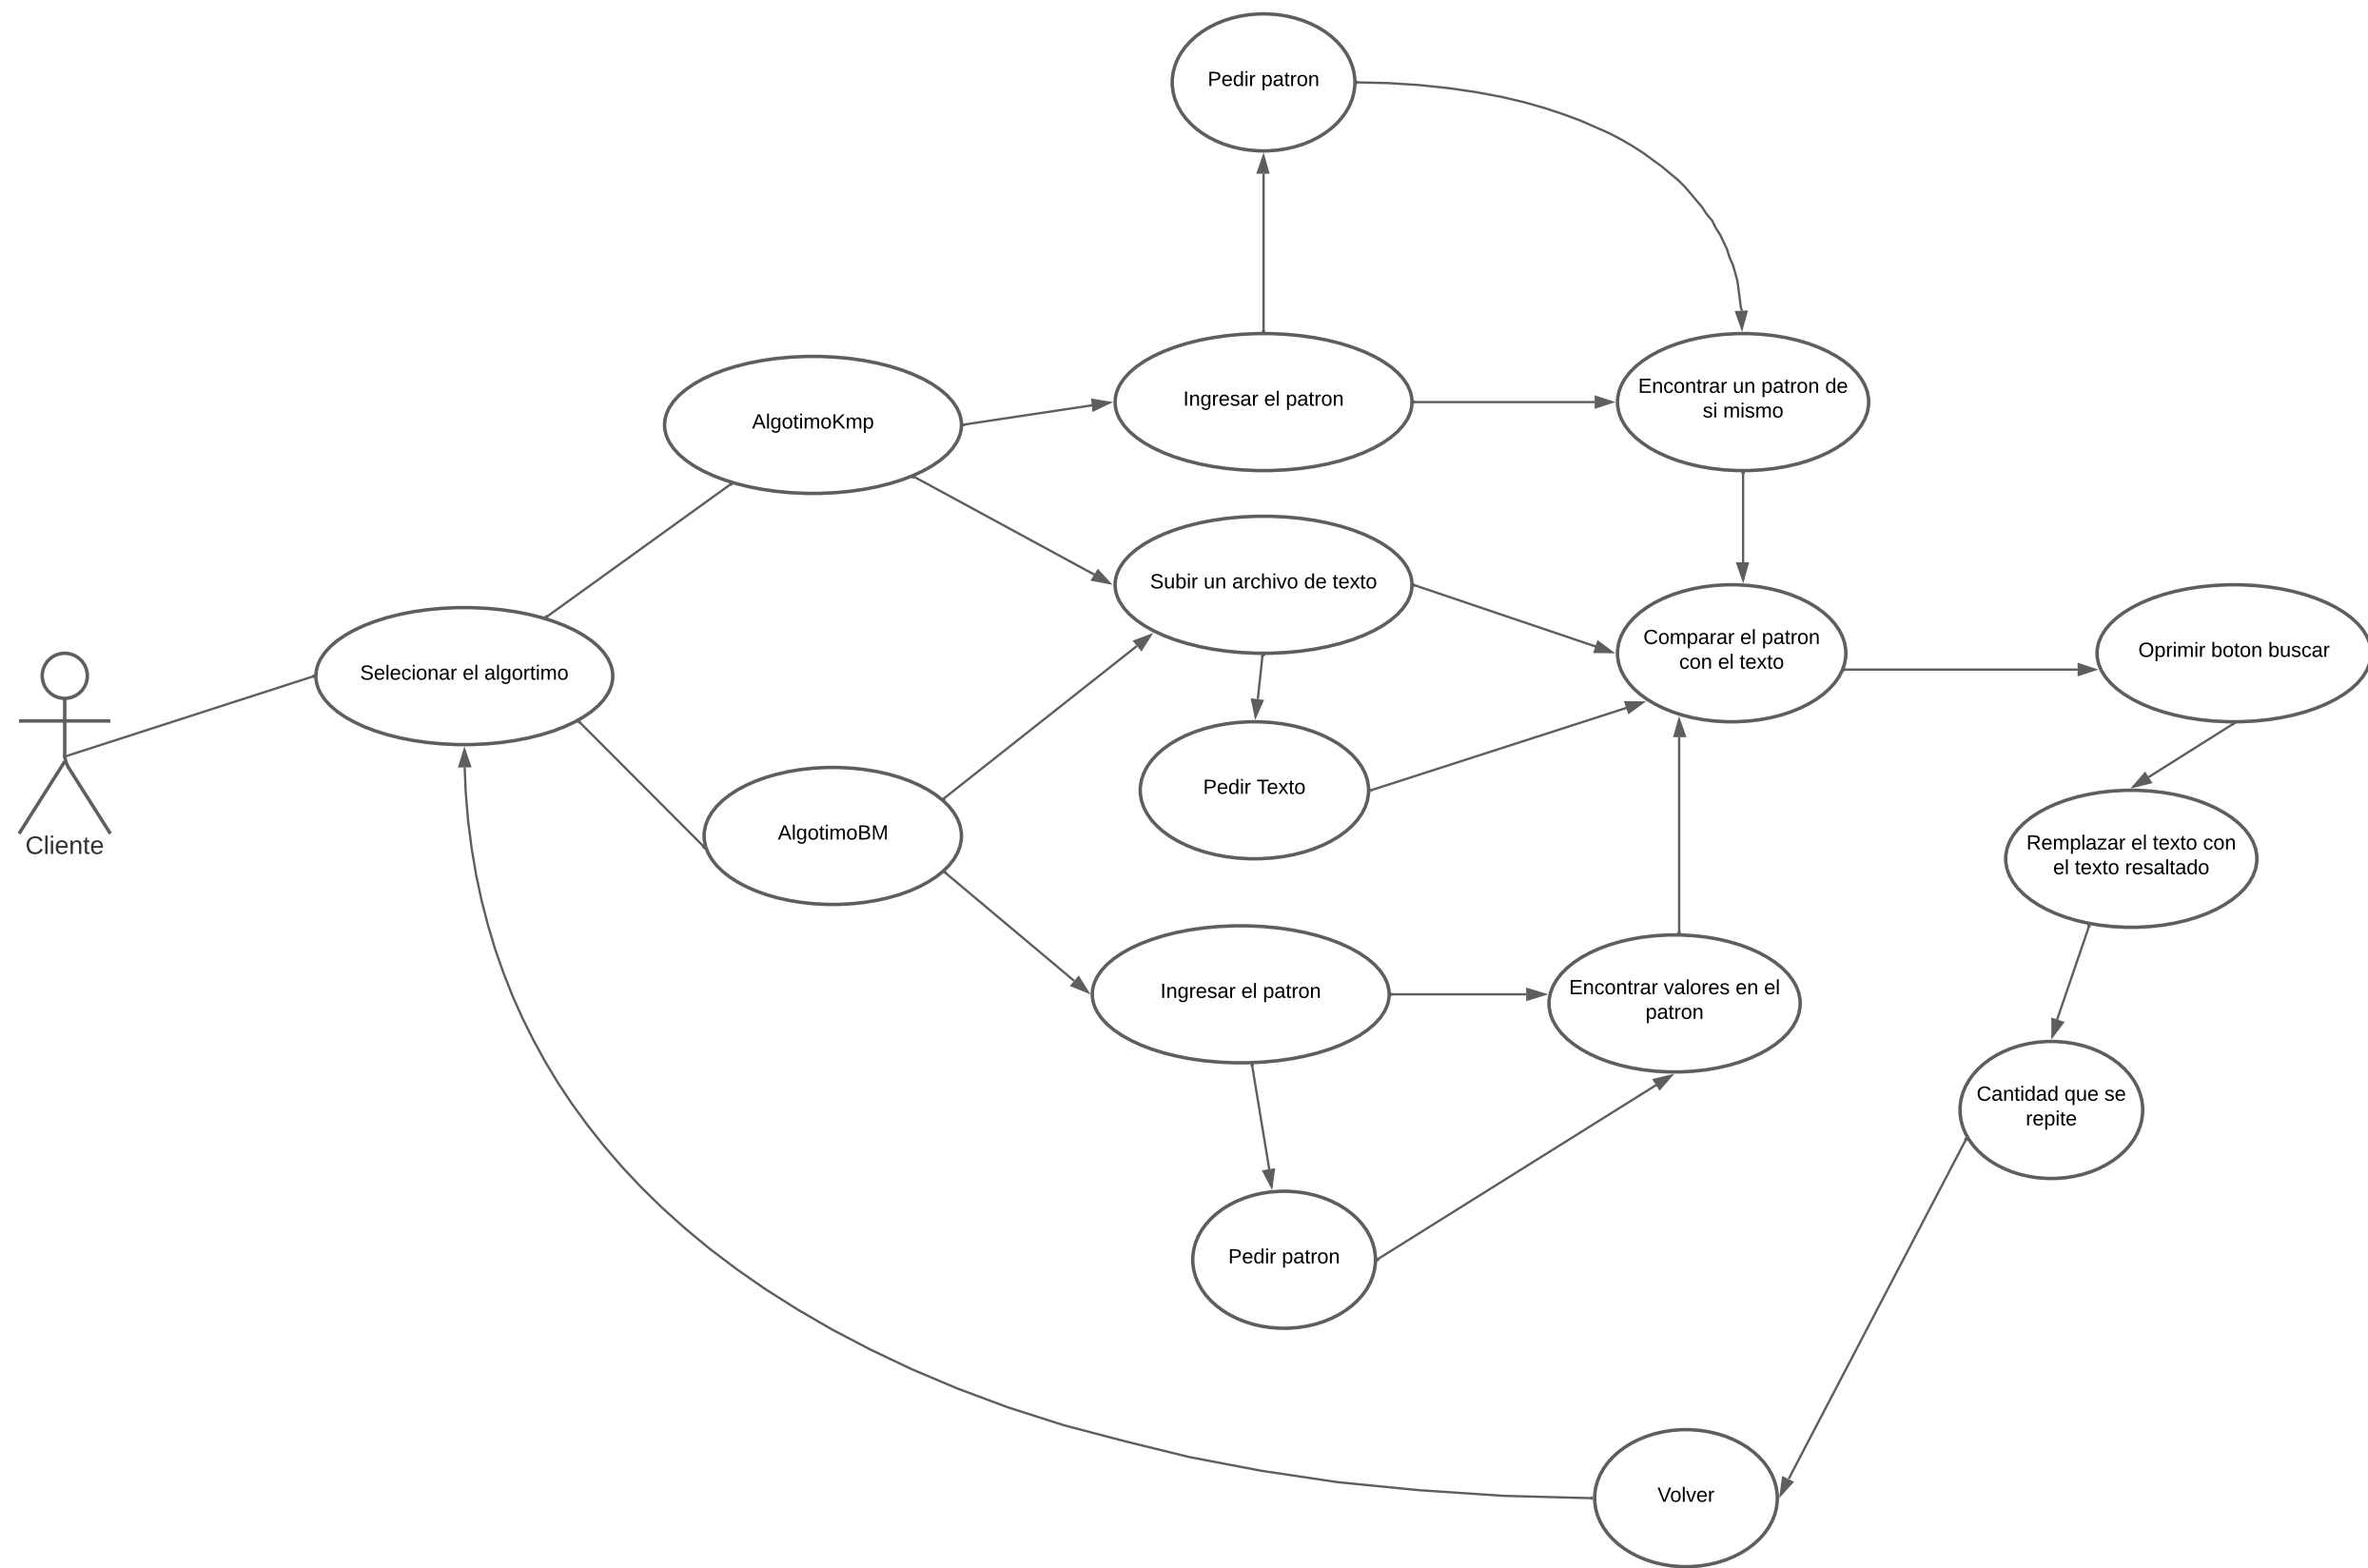 Pedir patron
Encontrar un patron de
si mismo
Ingresar el patron
AlgotimoKmp
Subir un archivo de texto
Comparar el patron
con el texto
Oprimir boton buscar
Selecionar el algortimo
Pedir Texto
AlgotimoBM
Cliente
Remplazar el texto con
el texto resaltado
Ingresar el patron
Encontrar valores en el
patron
Cantidad que se
repite
Pedir patron
Volver